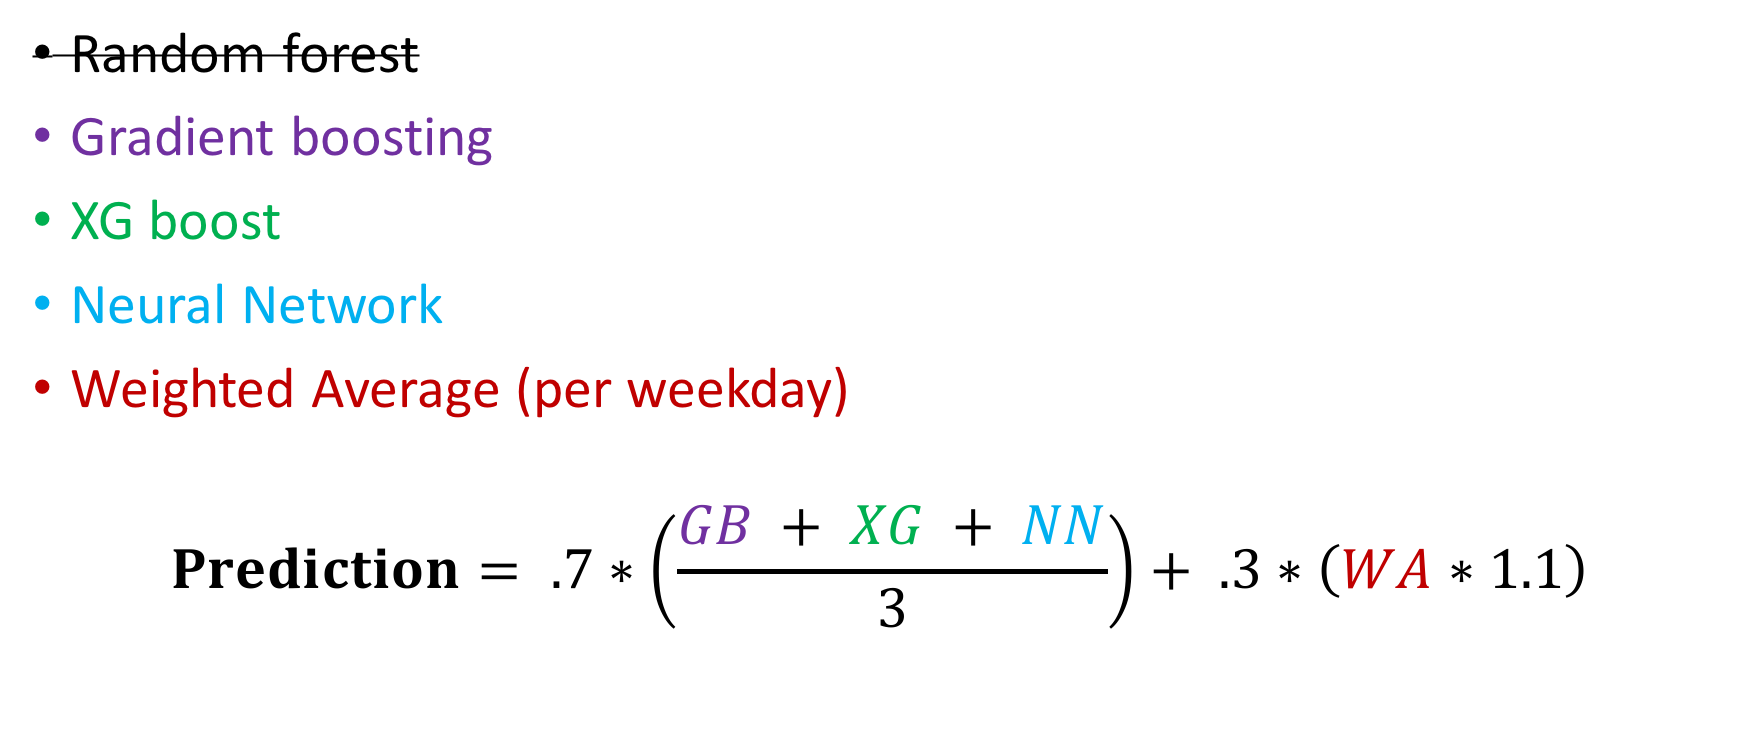 • Random forest
• Gradient boosting
• XG boost
• Neural Network
• Weighted Average (per weekday)
Prediction = .7 * ( (GB + XG + NN) / 3 ) + .3 * (WA * 1.1)